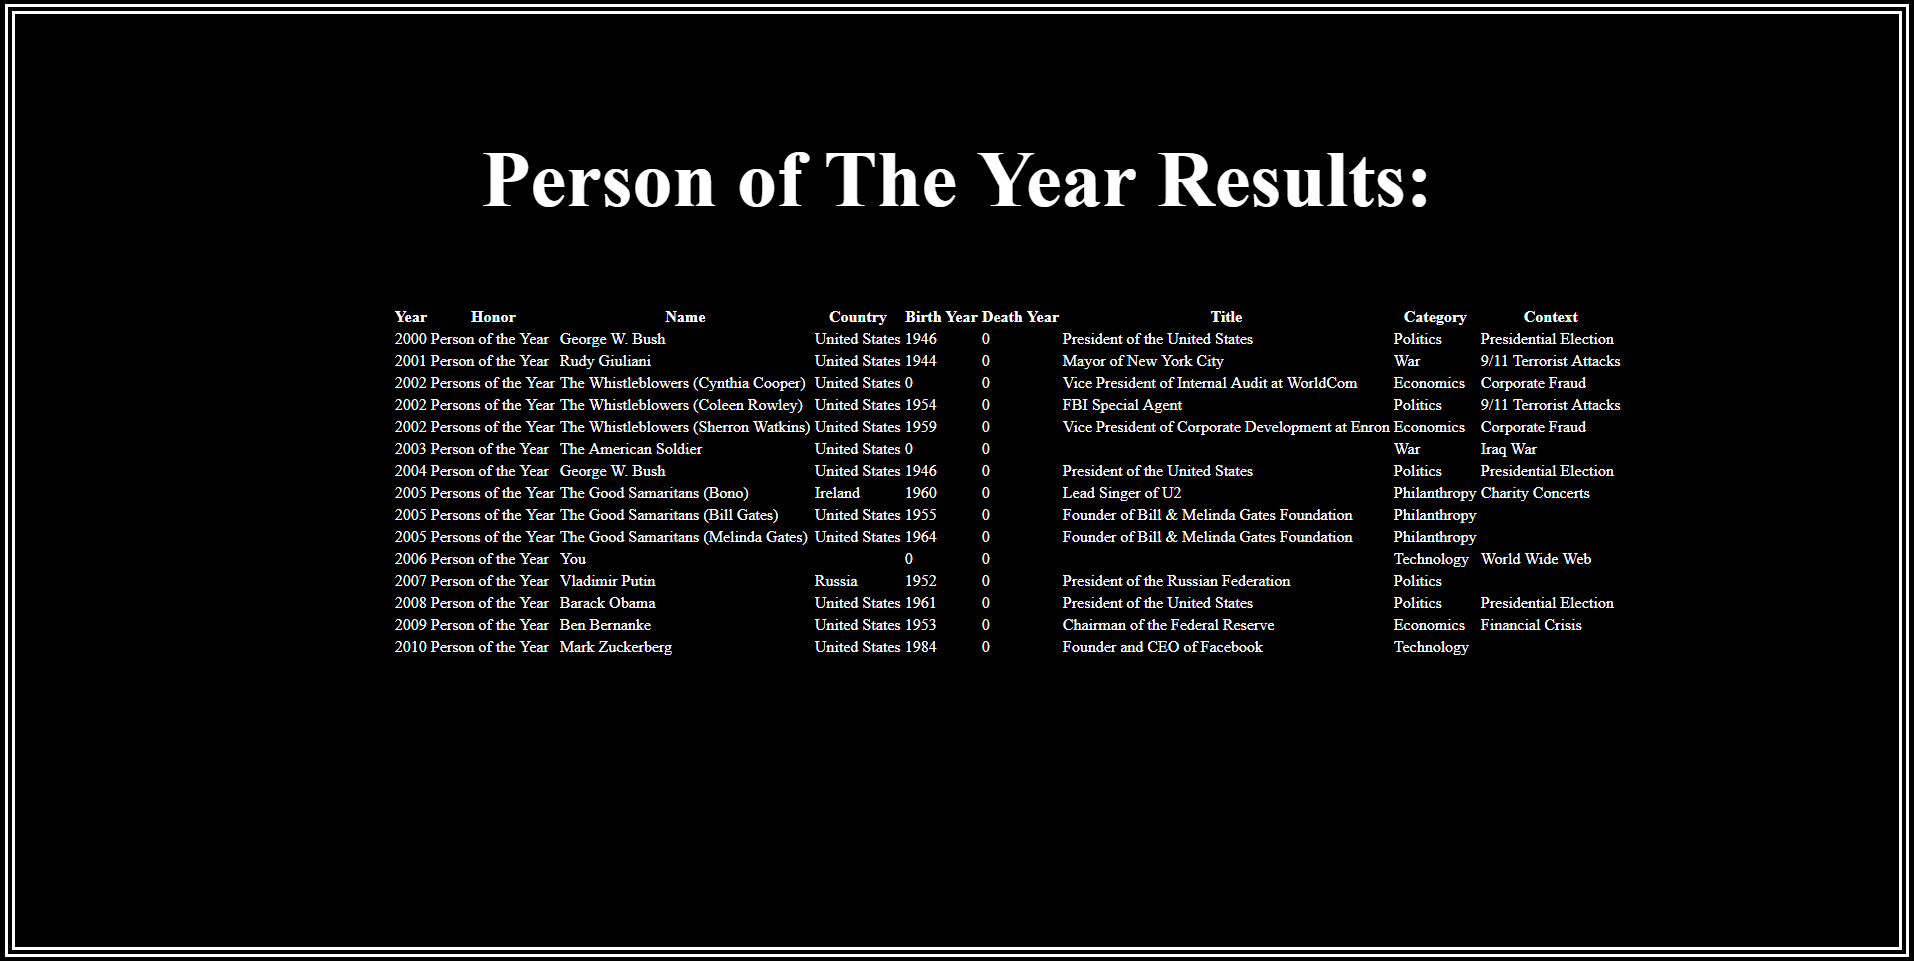 Person of The Year Results:
Year Honor Name Country Birth Year Death Year Title Category Context
2000 Person of the Year George W. Bush United States 1946 0 President of the United States Politics Presidential Election
2001 Person of the Year Rudy Giuliani United States 1944 0 Mayor of New York City War 9/11 Terrorist Attacks
2002 Persons of the Year The Whistleblowers (Cynthia Cooper) United States 0 0 Vice President of Internal Audit at WorldCom Economics Corporate Fraud
2002 Persons of the Year The Whistleblowers (Coleen Rowley) United States 1954 0 FBI Special Agent Politics 9/11 Terrorist Attacks
2002 Persons of the Year The Whistleblowers (Sherron Watkins) United States 1959 0 Vice President of Corporate Development at Enron Economics Corporate Fraud
2003 Person of the Year The American Soldier United States 0 0 War Iraq War
2004 Person of the Year George W. Bush United States 1946 0 President of the United States Politics Presidential Election
2005 Persons of the Year The Good Samaritans (Bono) Ireland 1960 0 Lead Singer of U2 Philanthropy Charity Concerts
2005 Persons of the Year The Good Samaritans (Bill Gates) United States 1955 0 Founder of Bill & Melinda Gates Foundation Philanthropy
2005 Persons of the Year The Good Samaritans (Melinda Gates) United States 1964 0 Founder of Bill & Melinda Gates Foundation Philanthropy
2006 Person of the Year You 0 0 Technology World Wide Web
2007 Person of the Year Vladimir Putin Russia 1952 0 President of the Russian Federation Politics
2008 Person of the Year Barack Obama United States 1961 0 President of the United States Politics Presidential Election
2009 Person of the Year Ben Bernanke United States 1953 0 Chairman of the Federal Reserve Economics Financial Crisis
2010 Person of the Year Mark Zuckerberg United States 1984 0 Founder and CEO of Facebook Technology